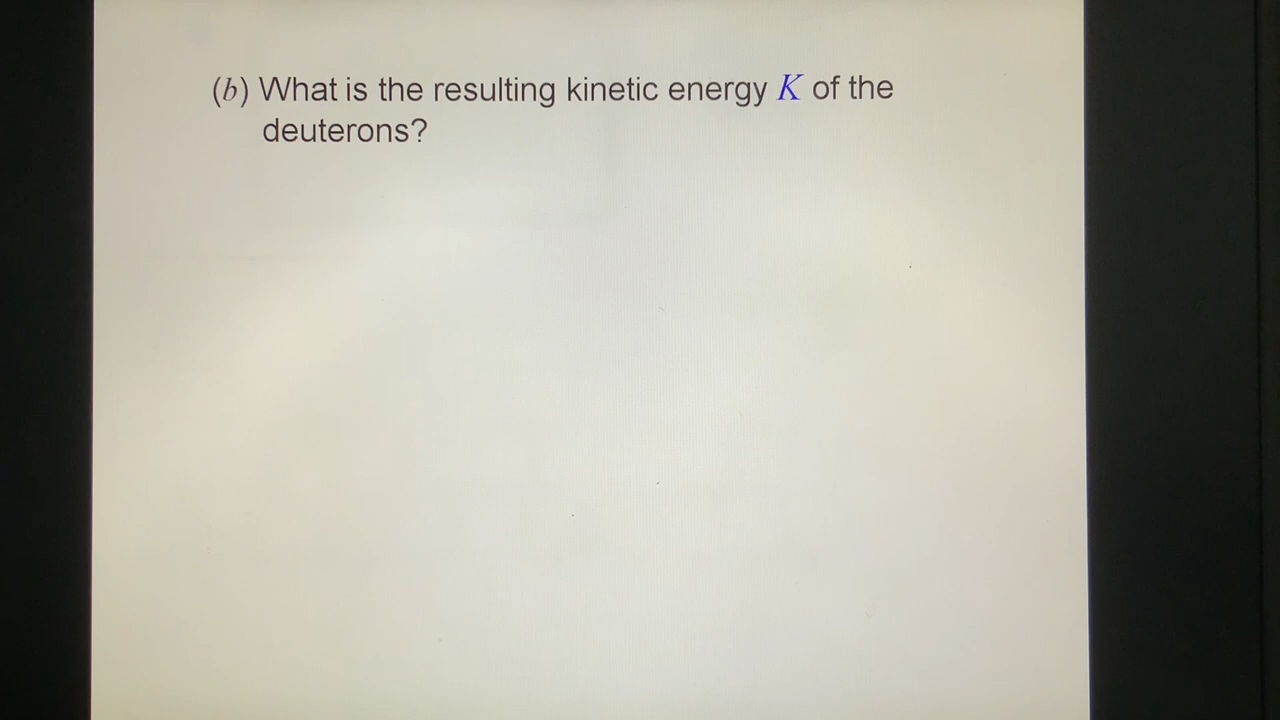 (b) What is the resulting kinetic energy K of the
deuterons?